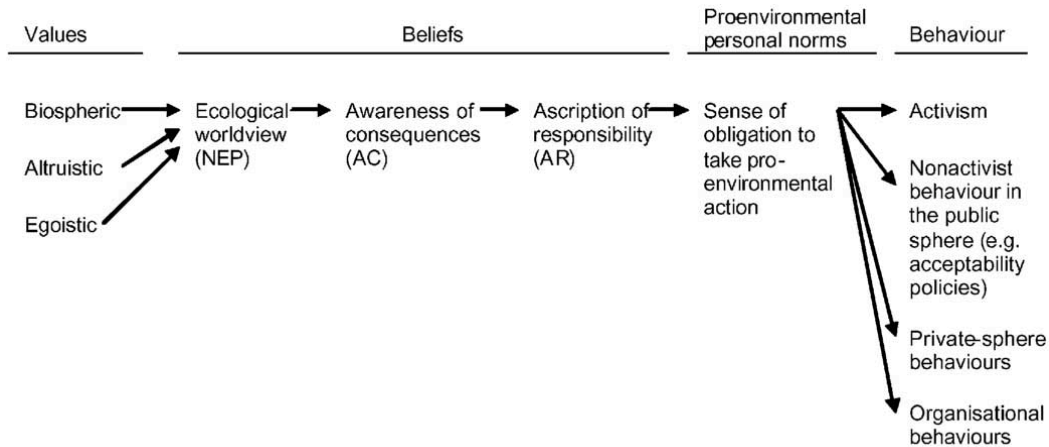 Values
Beliefs
Proenvironmental
personal norms
Behaviour
Biospheric
Altruistic
Egoistic
Ecological
worldview
(NEP)
Awareness of
consequences
(AC)
Ascription of
responsibility
(AR)
Sense of
obligation to
take pro-
environmental
action
Activism
Nonactivist
behaviour in
the public
sphere (e.g.
acceptability
policies)
Private-sphere
behaviours
Organisational
behaviours